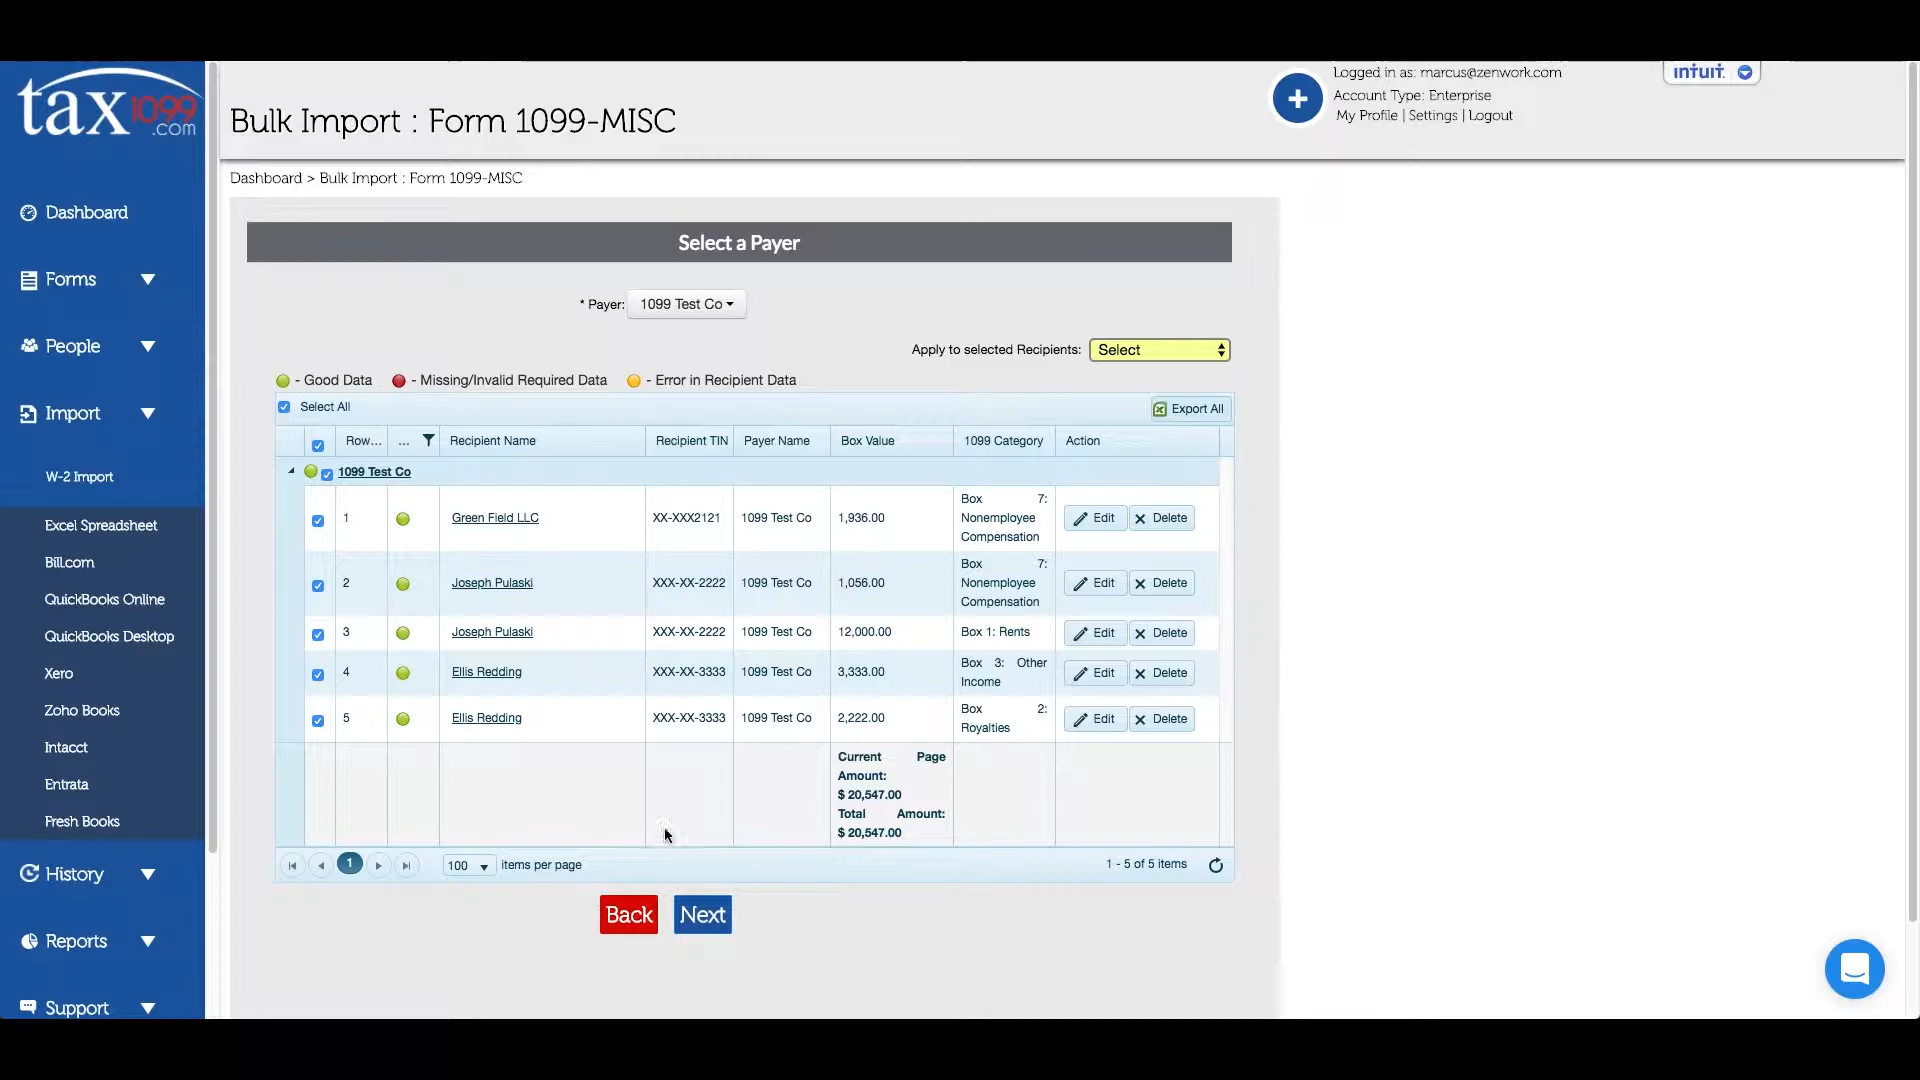 tax1099
.com
Bulk Import : Form 1099-MISC
Logged in as: marcus@zenwork.com
Account Type: Enterprise
My Profile | Settings | Logout
intuit.
Dashboard > Bulk Import : Form 1099-MISC
Dashboard
Forms
People
Import
W-2 Import
Excel Spreadsheet
Bill.com
QuickBooks Online
QuickBooks Desktop
Xero
Zoho Books
Intacct
Entrata
Fresh Books
History
Reports
Support
Select a Payer
* Payer: 1099 Test Co
Apply to selected Recipients: Select
- Good Data - Missing/Invalid Required Data - Error in Recipient Data
Select All Export All
Row... ... Recipient Name Recipient TIN Payer Name Box Value 1099 Category Action
1099 Test Co
1 Green Field LLC XX-XXX2121 1099 Test Co 1,936.00 Box 7: Nonemployee Compensation Edit Delete
2 Joseph Pulaski XXX-XX-2222 1099 Test Co 1,056.00 Box 7: Nonemployee Compensation Edit Delete
3 Joseph Pulaski XXX-XX-2222 1099 Test Co 12,000.00 Box 1: Rents Edit Delete
4 Ellis Redding XXX-XX-3333 1099 Test Co 3,333.00 Box 3: Other Income Edit Delete
5 Ellis Redding XXX-XX-3333 1099 Test Co 2,222.00 Box 2: Royalties Edit Delete
Current Page
Amount:
$ 20,547.00
Total Amount:
$ 20,547.00
1 100 items per page 1 - 5 of 5 items
Back Next